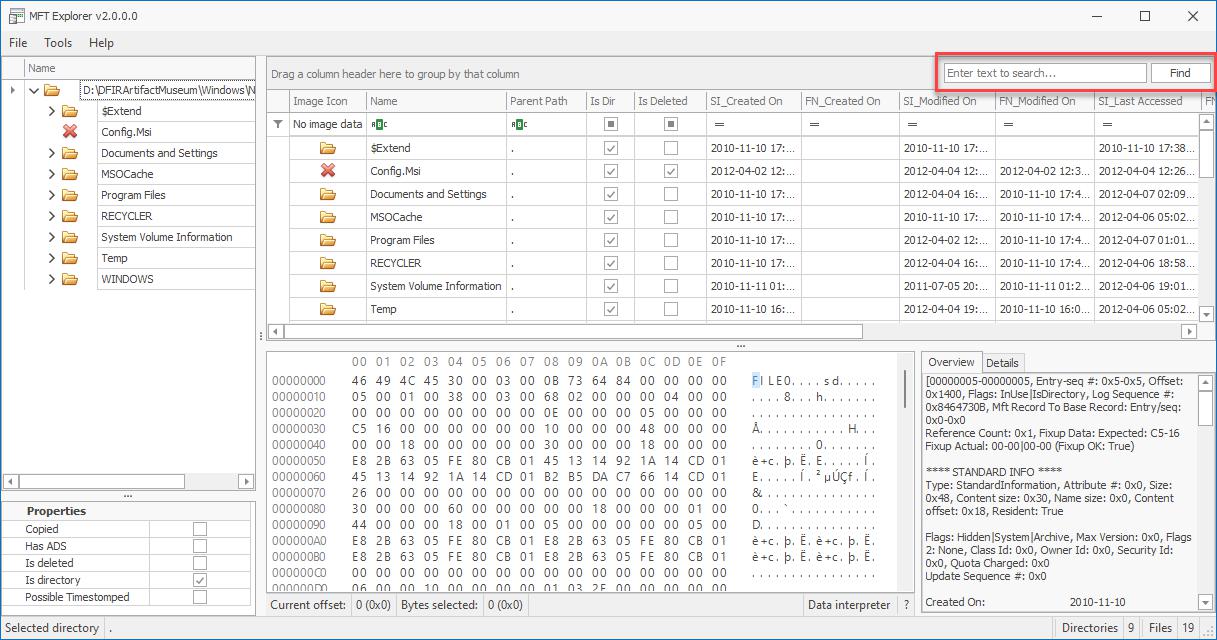 MFT Explorer v2.0.0.0
File Tools Help
Name
D:\DFIRArtifactMuseum\Windows\N
$Extend
Config.Msi
Documents and Settings
MSOCache
Program Files
RECYCLER
System Volume Information
Temp
WINDOWS
Properties
Copied
Has ADS
Is deleted
Is directory
Possible Timestomped
Drag a column header here to group by that column
Enter text to search... Find
Image Icon Name Parent Path Is Dir Is Deleted SI_Created On FN_Created On SI_Modified On FN_Modified On SI_Last Accessed FN
No image data ABC ABC = = = = =
$Extend . 2010-11-10 17:... 2010-11-10 17:... 2010-11-10 17:38...
Config.Msi . 2012-04-02 12:... 2012-04-04 12:... 2012-04-02 12:3... 2012-04-04 12:26...
Documents and Settings . 2010-11-10 17:... 2012-04-04 16:... 2010-11-10 17:4... 2012-04-07 02:09...
MSOCache . 2010-11-10 17:... 2010-11-10 17:... 2010-11-10 17:4... 2012-04-06 05:02...
Program Files . 2010-11-10 17:... 2012-04-02 12:... 2010-11-10 17:4... 2012-04-07 01:01...
RECYCLER . 2010-11-10 17:... 2012-04-04 16:... 2010-11-10 17:4... 2012-04-06 18:58...
System Volume Information . 2010-11-11 01:... 2011-07-05 20:... 2010-11-11 01:2... 2012-04-06 19:01...
Temp . 2010-11-10 16:... 2012-04-04 19:... 2010-11-10 16:0... 2012-04-06 05:02...
00 01 02 03 04 05 06 07 08 09 0A 0B 0C 0D 0E 0F
00000000 46 49 4C 45 30 00 03 00 0B 73 64 84 00 00 00 00 FILE0....sd.....
00000010 05 00 01 00 38 00 03 00 68 02 00 00 00 04 00 00 ....8...h.......
00000020 00 00 00 00 00 00 00 00 0E 00 00 00 05 00 00 00 ................
00000030 C5 16 00 00 00 00 00 00 10 00 00 00 48 00 00 00 Å...........H...
00000040 00 00 18 00 00 00 00 00 30 00 00 00 18 00 00 00 ........0.......
00000050 E8 2B 63 05 FE 80 CB 01 45 13 14 92 1A 14 CD 01 è+c.þ.Ë.E.....Í.
00000060 45 13 14 92 1A 14 CD 01 B2 B5 DA C7 66 14 CD 01 E.....Í.²µÚÇf.Í.
00000070 26 00 00 00 00 00 00 00 00 00 00 00 00 00 00 00 &...............
00000080 30 00 00 00 60 00 00 00 00 00 18 00 00 00 01 00 0...`...........
00000090 44 00 00 00 18 00 01 00 05 00 00 00 00 00 05 00 D...............
000000A0 E8 2B 63 05 FE 80 CB 01 E8 2B 63 05 FE 80 CB 01 è+c.þ.Ë.è+c.þ.Ë.
000000B0 E8 2B 63 05 FE 80 CB 01 E8 2B 63 05 FE 80 CB 01 è+c.þ.Ë.è+c.þ.Ë.
000000C0 00 00 00 00 00 00 00 00 00 00 00 00 00 00 00 00 ................
000000D0 06 00 00 10 00 00 00 00 01 03 2E 00 00 00 00 00
Current offset: 0 (0x0) Bytes selected: 0 (0x0) Data interpreter ?
Overview Details
[00000005-00000005, Entry-seq #: 0x5-0x5, Offset:
0x1400, Flags: InUse|IsDirectory, Log Sequence #:
0x8464730B, Mft Record To Base Record: Entry/seq:
0x0-0x0
Reference Count: 0x1, Fixup Data: Expected: C5-16
Fixup Actual: 00-00|00-00 (Fixup OK: True)
**** STANDARD INFO ****
Type: StandardInformation, Attribute #: 0x0, Size:
0x48, Content size: 0x30, Name size: 0x0, Content
offset: 0x18, Resident: True
Flags: Hidden|System|Archive, Max Version: 0x0, Flags
2: None, Class Id: 0x0, Owner Id: 0x0, Security Id:
0x0, Quota Charged: 0x0
Update Sequence #: 0x0
Created On: 2010-11-10
Selected directory . Directories 9 Files 19